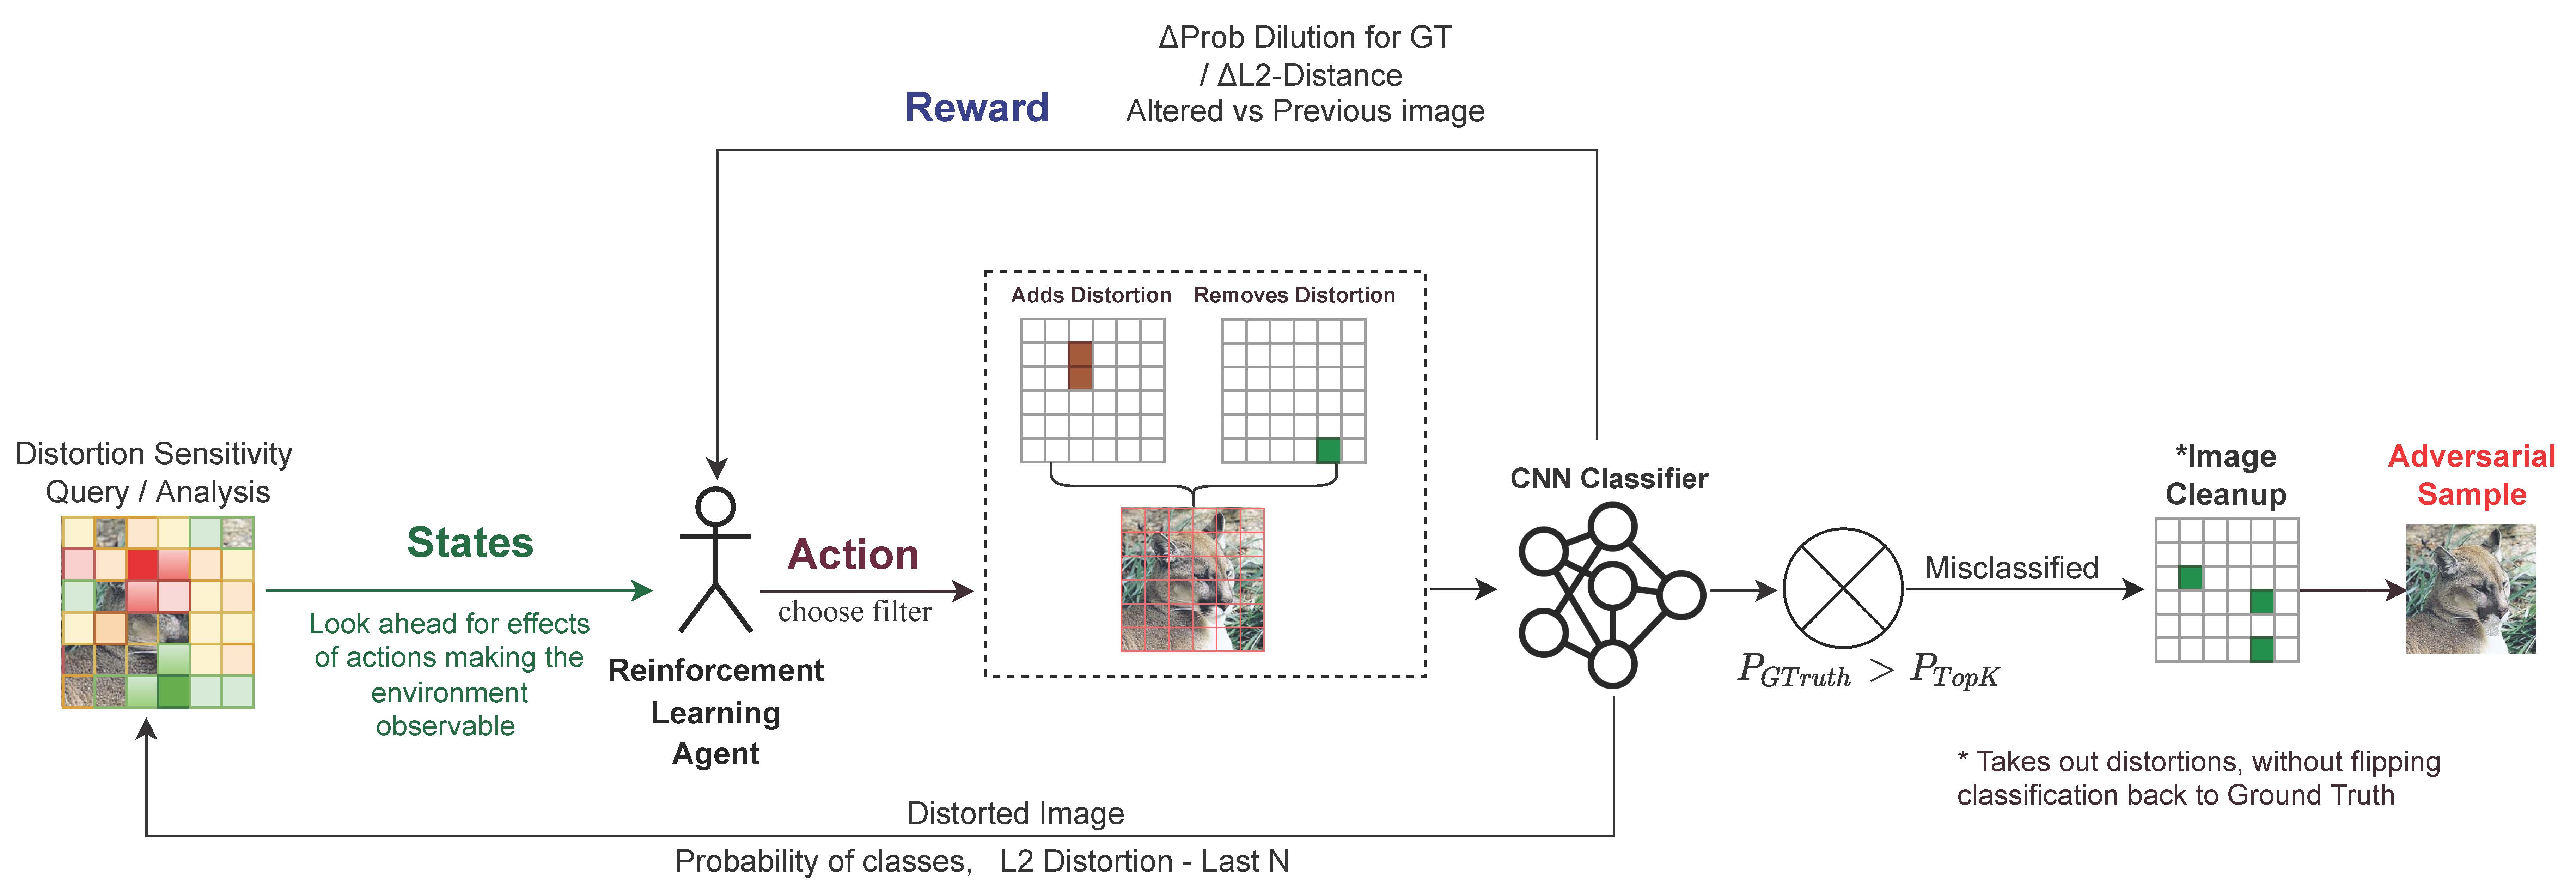 ΔProb Dilution for GT
/ ΔL2-Distance
Altered vs Previous image
Reward
Adds Distortion
Removes Distortion
Distortion Sensitivity
Query / Analysis
States
Look ahead for effects
of actions making the
environment
observable
Reinforcement
Learning
Agent
Action
choose filter
CNN Classifier
P_{GTruth} > P_{TopK}
Misclassified
*Image
Cleanup
Adversarial
Sample
* Takes out distortions, without flipping
classification back to Ground Truth
Distorted Image
Probability of classes, L2 Distortion - Last N